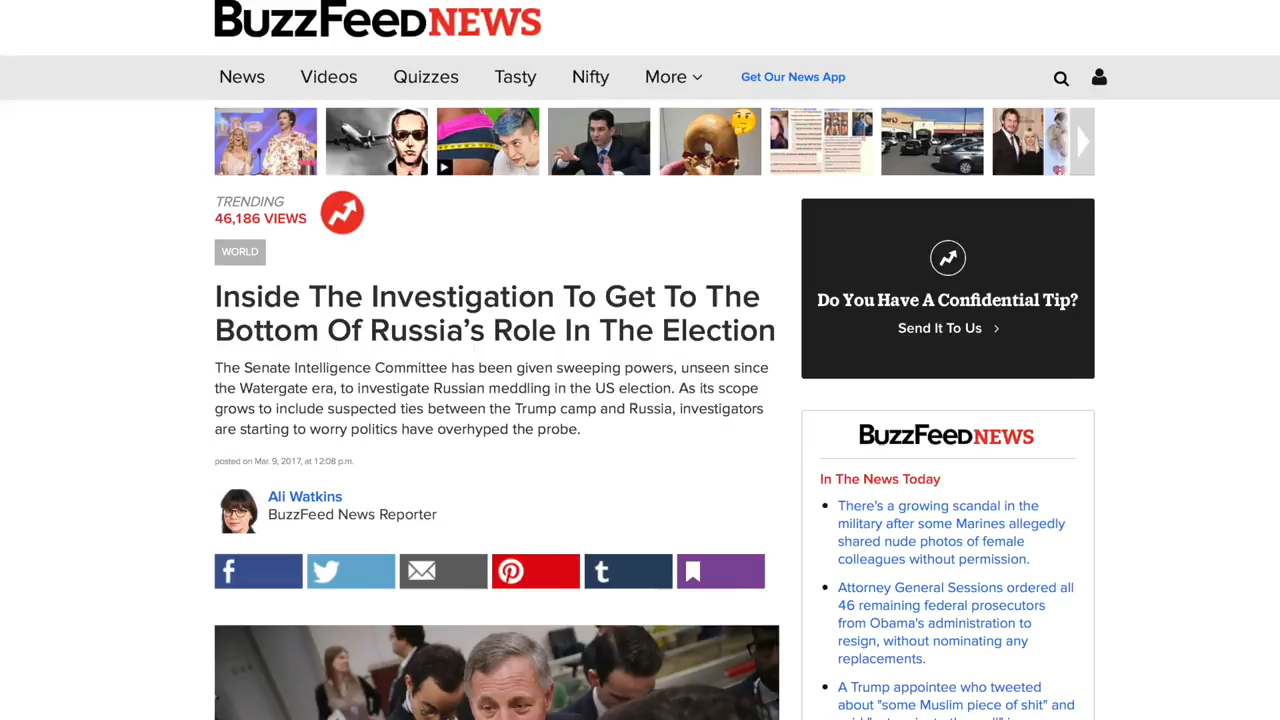 BuzzFeedNEWS
News Videos Quizzes Tasty Nifty More Get Our News App
TRENDING
46,186 VIEWS
WORLD
Inside The Investigation To Get To The
Bottom Of Russia’s Role In The Election
The Senate Intelligence Committee has been given sweeping powers, unseen since
the Watergate era, to investigate Russian meddling in the US election. As its scope
grows to include suspected ties between the Trump camp and Russia, investigators
are starting to worry politics have overhyped the probe.
posted on Mar. 9, 2017, at 12:08 p.m.
Ali Watkins
BuzzFeed News Reporter
Do You Have A Confidential Tip?
Send It To Us
BuzzFeedNEWS
In The News Today
There's a growing scandal in the
military after some Marines allegedly
shared nude photos of female
colleagues without permission.
Attorney General Sessions ordered all
46 remaining federal prosecutors
from Obama's administration to
resign, without nominating any
replacements.
A Trump appointee who tweeted
about "some Muslim piece of shit" and